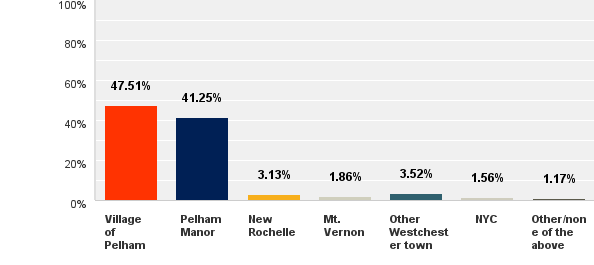 100%
80%
60%
40%
20%
0%
47.51%
41.25%
3.13%
1.86%
3.52%
1.56%
1.17%
Village
of
Pelham
Pelham
Manor
New
Rochelle
Mt.
Vernon
Other
Westchest
er town
NYC
Other/non
e of the
above